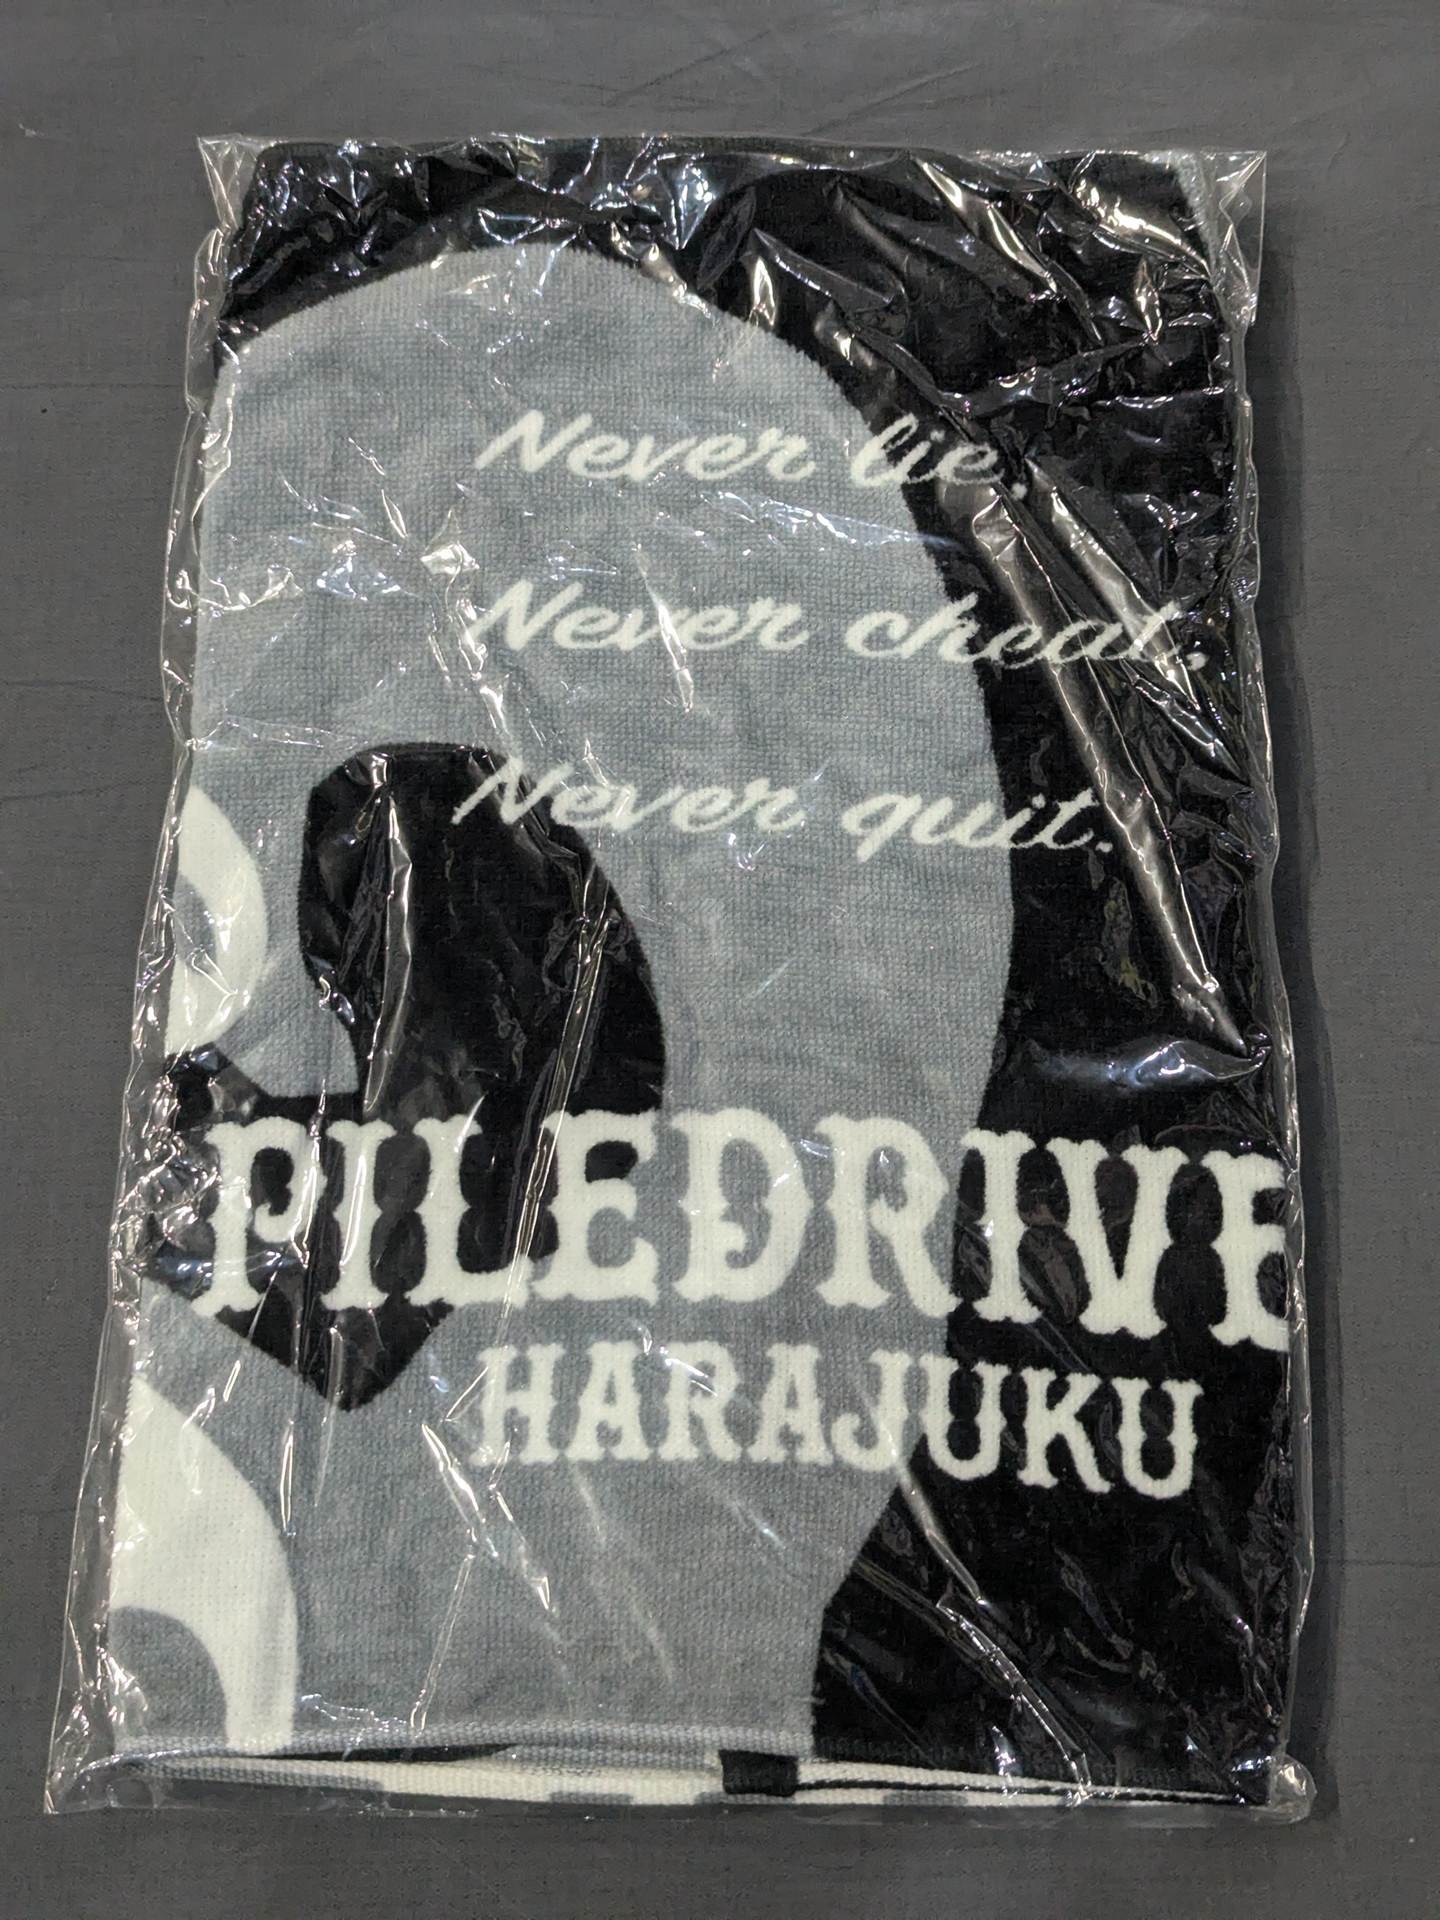 Never lie,
Never cheat,
Never quit.
PILEDRIVE
HARAJUKU